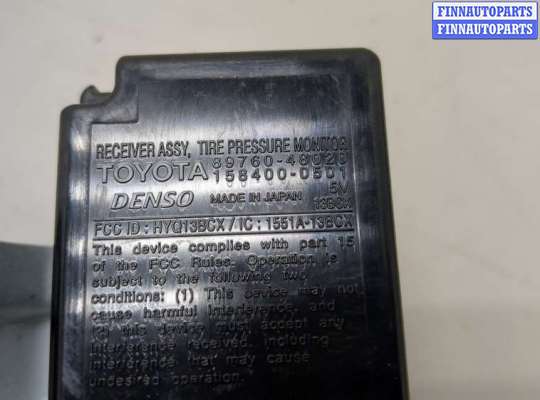 FINNAUTOPARTS
FINNAUTOPARTS.BY
RECEIVER ASSY, TIRE PRESSURE MONITOR
TOYOTA 89760-48020
158400-0501
DENSO MADE IN JAPAN 5V
13BCX
FCC ID : HYQ13BCX / IC : 1551A-13BCX
This device complies with part 15
of the FCC Rules. Operation is
subject to the following two
conditions: (1) This device may not
cause harmful interference, and
(2) this device must accept any
interference received, including
interference that may cause
undesired operation.